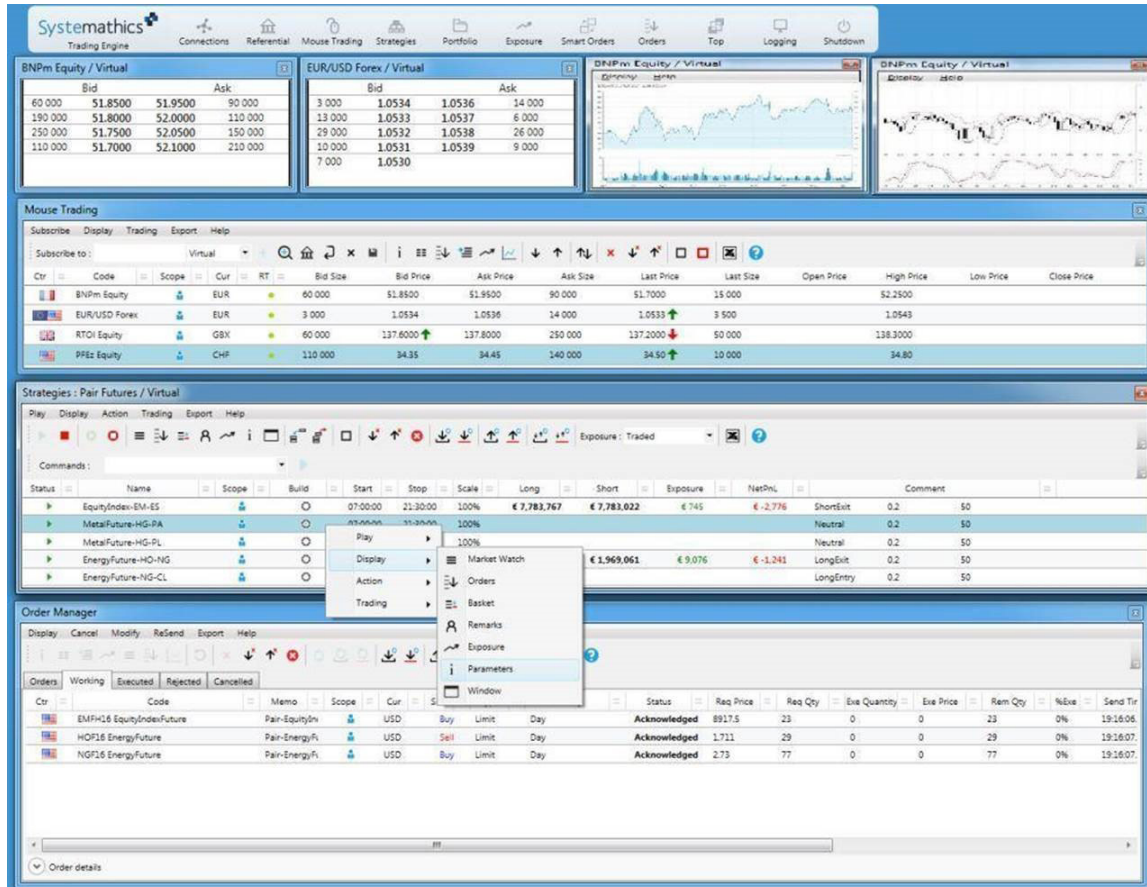 Systemathics
Trading Engine
Connections Referential Mouse Trading Strategies Portfolio Exposure Smart Orders Orders Top Logging Shutdown
BNPm Equity / Virtual
Bid Ask
60 000 51.8500 51.9500 90 000
190 000 51.8000 52.0000 110 000
250 000 51.7500 52.0500 150 000
110 000 51.7000 52.1000 210 000
EUR/USD Forex / Virtual
Bid Ask
3 000 1.0534 1.0536 14 000
13 000 1.0533 1.0537 6 000
29 000 1.0532 1.0538 26 000
10 000 1.0531 1.0539 9 000
7 000 1.0530
BNPm Equity / Virtual
Display Help
BNPm Equity / Virtual
Display Help
Mouse Trading
Subscribe Display Trading Export Help
Subscribe to : Virtual
Ctr Code Scope Cur RT Bid Size Bid Price Ask Price Ask Size Last Price Last Size Open Price High Price Low Price Close Price
BNPm Equity EUR 60 000 51.8500 51.9500 90 000 51.7000 15 000 52.2500
EUR/USD Forex EUR 3 000 1.0534 1.0536 14 000 1.0533 3 500 1.0543
RTOl Equity GBX 60 000 137.6000 137.8000 250 000 137.2000 50 000 138.3000
PFEz Equity CHF 110 000 34.35 34.45 140 000 34.50 10 000 34.80
Strategies : Pair Futures / Virtual
Play Display Action Trading Export Help
Exposure : Traded
Commands :
Status Name Scope Build Start Stop Scale Long Short Exposure NetPnL Comment
EquityIndex-EM-ES 07:00:00 21:30:00 100% € 7,783,767 € 7,783,022 € 745 € -2,776 ShortExit 0.2 50
MetalFuture-HG-PA 07:00:00 21:30:00 100% Neutral 0.2 50
MetalFuture-HG-PL 100% Neutral 0.2 50
EnergyFuture-HO-NG € 1,969,061 € 9,076 € -1,241 LongExit 0.2 50
EnergyFuture-NG-CL LongEntry 0.2 50
Play
Display
Action
Trading
Market Watch
Orders
Basket
Remarks
Exposure
Parameters
Window
Order Manager
Display Cancel Modify ReSend Export Help
Orders Working Executed Rejected Cancelled
Ctr Code Memo Scope Cur Status Req Price Req Qty Exe Quantity Exe Price Rem Qty %Exe Send Tir
EMFH16 EquityIndexFuture Pair-EquityIn USD Buy Limit Day Acknowledged 8917.5 23 0 0 23 0% 19:16:06.
HOF16 EnergyFuture Pair-EnergyFu USD Sell Limit Day Acknowledged 1.711 29 0 0 29 0% 19:16:07.
NGF16 EnergyFuture Pair-EnergyFu USD Buy Limit Day Acknowledged 2.73 77 0 0 77 0% 19:16:07.
Order details